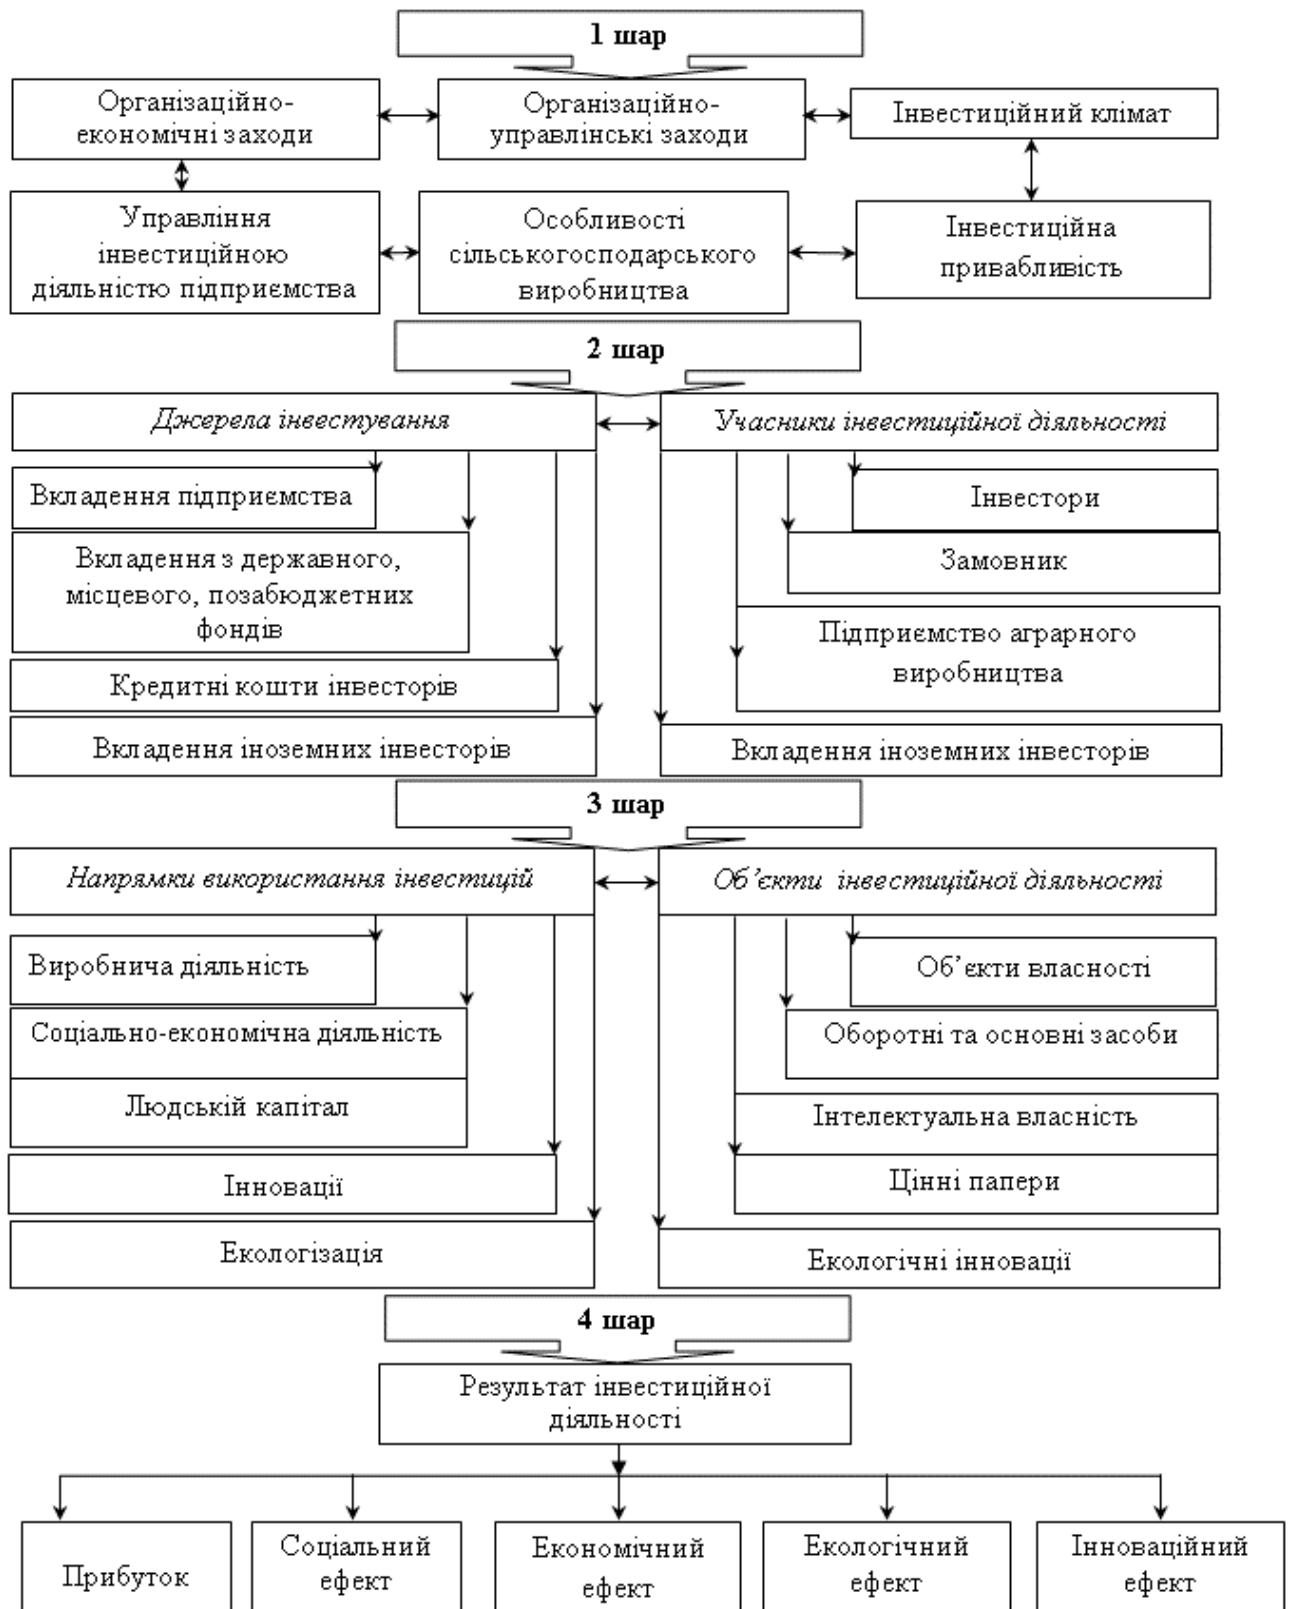 1 шар
Організаційно-
економічні заходи
Організаційно-
управлінські заходи
Інвестиційний клімат
Управління
інвестиційною
діяльністю підприємства
Особливості
сільськогосподарського
виробництва
Інвестиційна
привабливість
2 шар
Джерела інвестування
Учасники інвестиційної діяльності
Вкладення підприємства
Вкладення з державного,
місцевого, позабюджетних
фондів
Кредитні кошти інвесторів
Вкладення іноземних інвесторів
Інвестори
Замовник
Підприємство аграрного
виробництва
Вкладення іноземних інвесторів
3 шар
Напрямки використання інвестицій
Об’єкти інвестиційної діяльності
Виробнича діяльність
Соціально-економічна діяльність
Людській капітал
Інновації
Екологізація
Об’єкти власності
Оборотні та основні засоби
Інтелектуальна власність
Цінні папери
Екологічні інновації
4 шар
Результат інвестиційної
діяльності
Прибуток
Соціальний
ефект
Економічний
ефект
Екологічний
ефект
Інноваційний
ефект